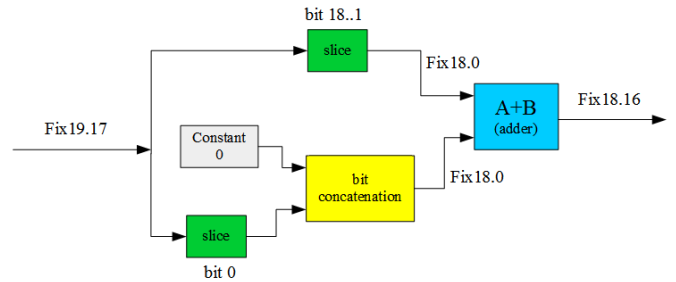 bit 18..1
slice
Fix18.0
A+B
(adder)
Fix18.16
Fix19.17
Constant
0
bit
concatenation
Fix18.0
slice
bit 0